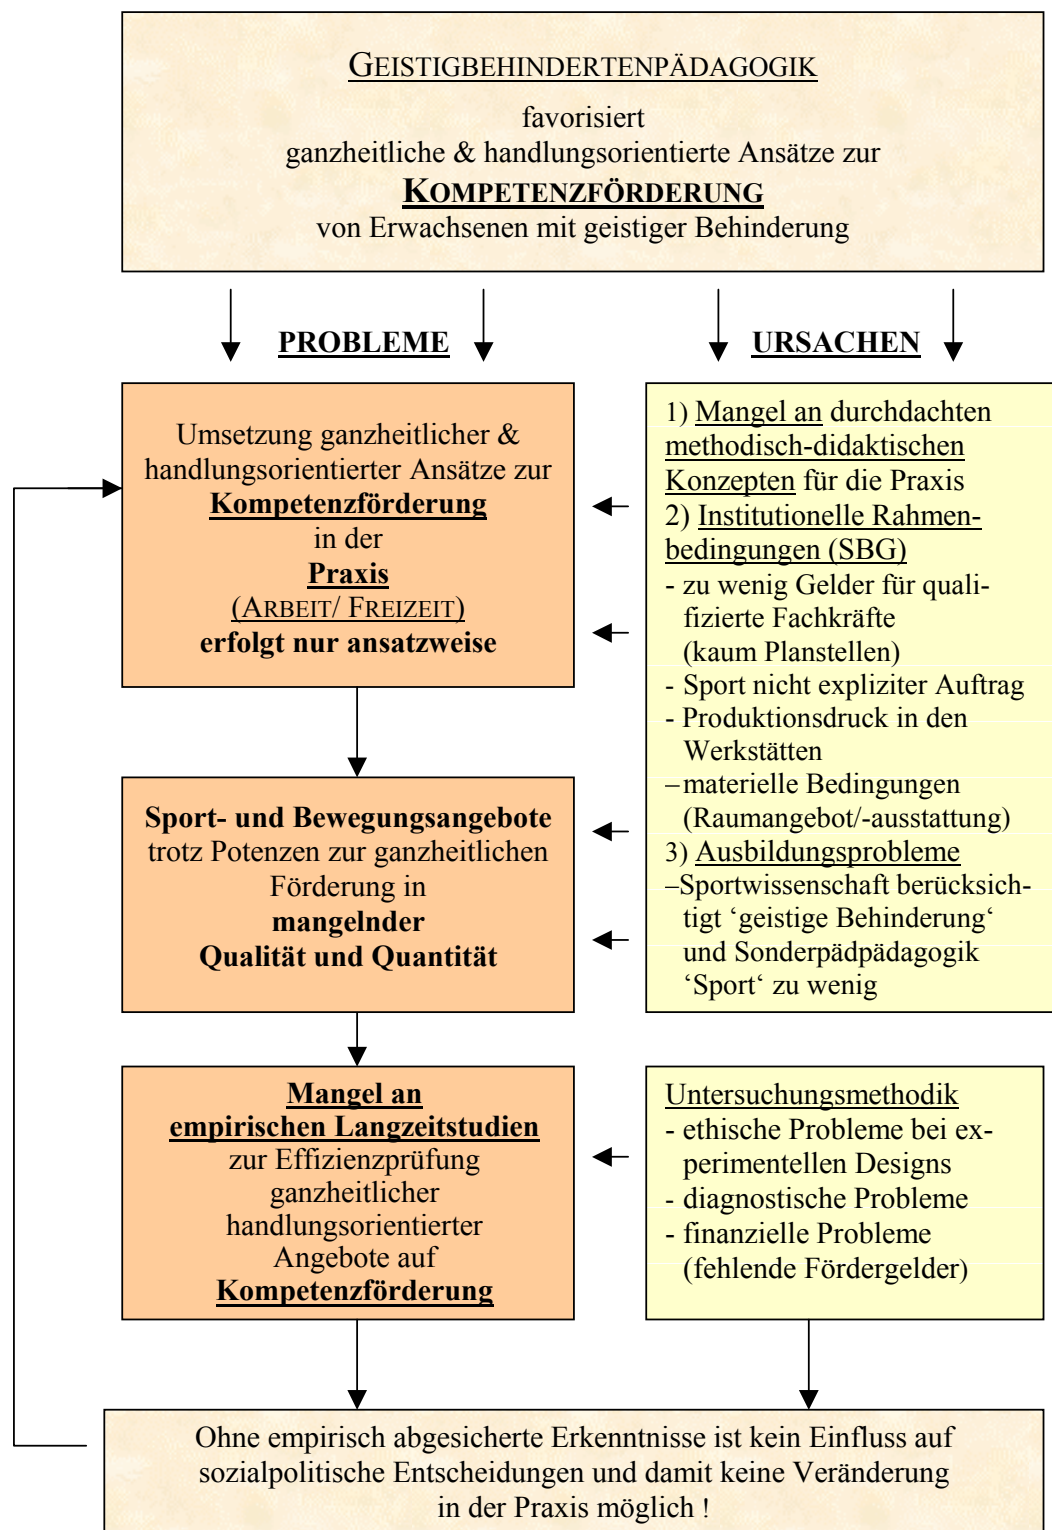 GEISTIGBEHINDERTENPÄDAGOGIK
favorisiert
ganzheitliche & handlungsorientierte Ansätze zur
KOMPETENZFÖRDERUNG
von Erwachsenen mit geistiger Behinderung
PROBLEME
URSACHEN
Umsetzung ganzheitlicher &
handlungsorientierter Ansätze zur
Kompetenzförderung
in der
Praxis
(ARBEIT/ FREIZEIT)
erfolgt nur ansatzweise
1) Mangel an durchdachten
methodisch-didaktischen
Konzepten für die Praxis
2) Institutionelle Rahmen-
bedingungen (SBG)
- zu wenig Gelder für quali-
fizierte Fachkräfte
(kaum Planstellen)
- Sport nicht expliziter Auftrag
- Produktionsdruck in den
Werkstätten
– materielle Bedingungen
(Raumangebot/-ausstattung)
3) Ausbildungsprobleme
–Sportwissenschaft berücksich-
tigt ‘geistige Behinderung‘
und Sonderpädpädagogik
‘Sport‘ zu wenig
Sport- und Bewegungsangebote
trotz Potenzen zur ganzheitlichen
Förderung in
mangelnder
Qualität und Quantität
Mangel an
empirischen Langzeitstudien
zur Effizienzprüfung
ganzheitlicher
handlungsorientierter
Angebote auf
Kompetenzförderung
Untersuchungsmethodik
- ethische Probleme bei ex-
perimentellen Designs
- diagnostische Probleme
- finanzielle Probleme
(fehlende Fördergelder)
Ohne empirisch abgesicherte Erkenntnisse ist kein Einfluss auf
sozialpolitische Entscheidungen und damit keine Veränderung
in der Praxis möglich !